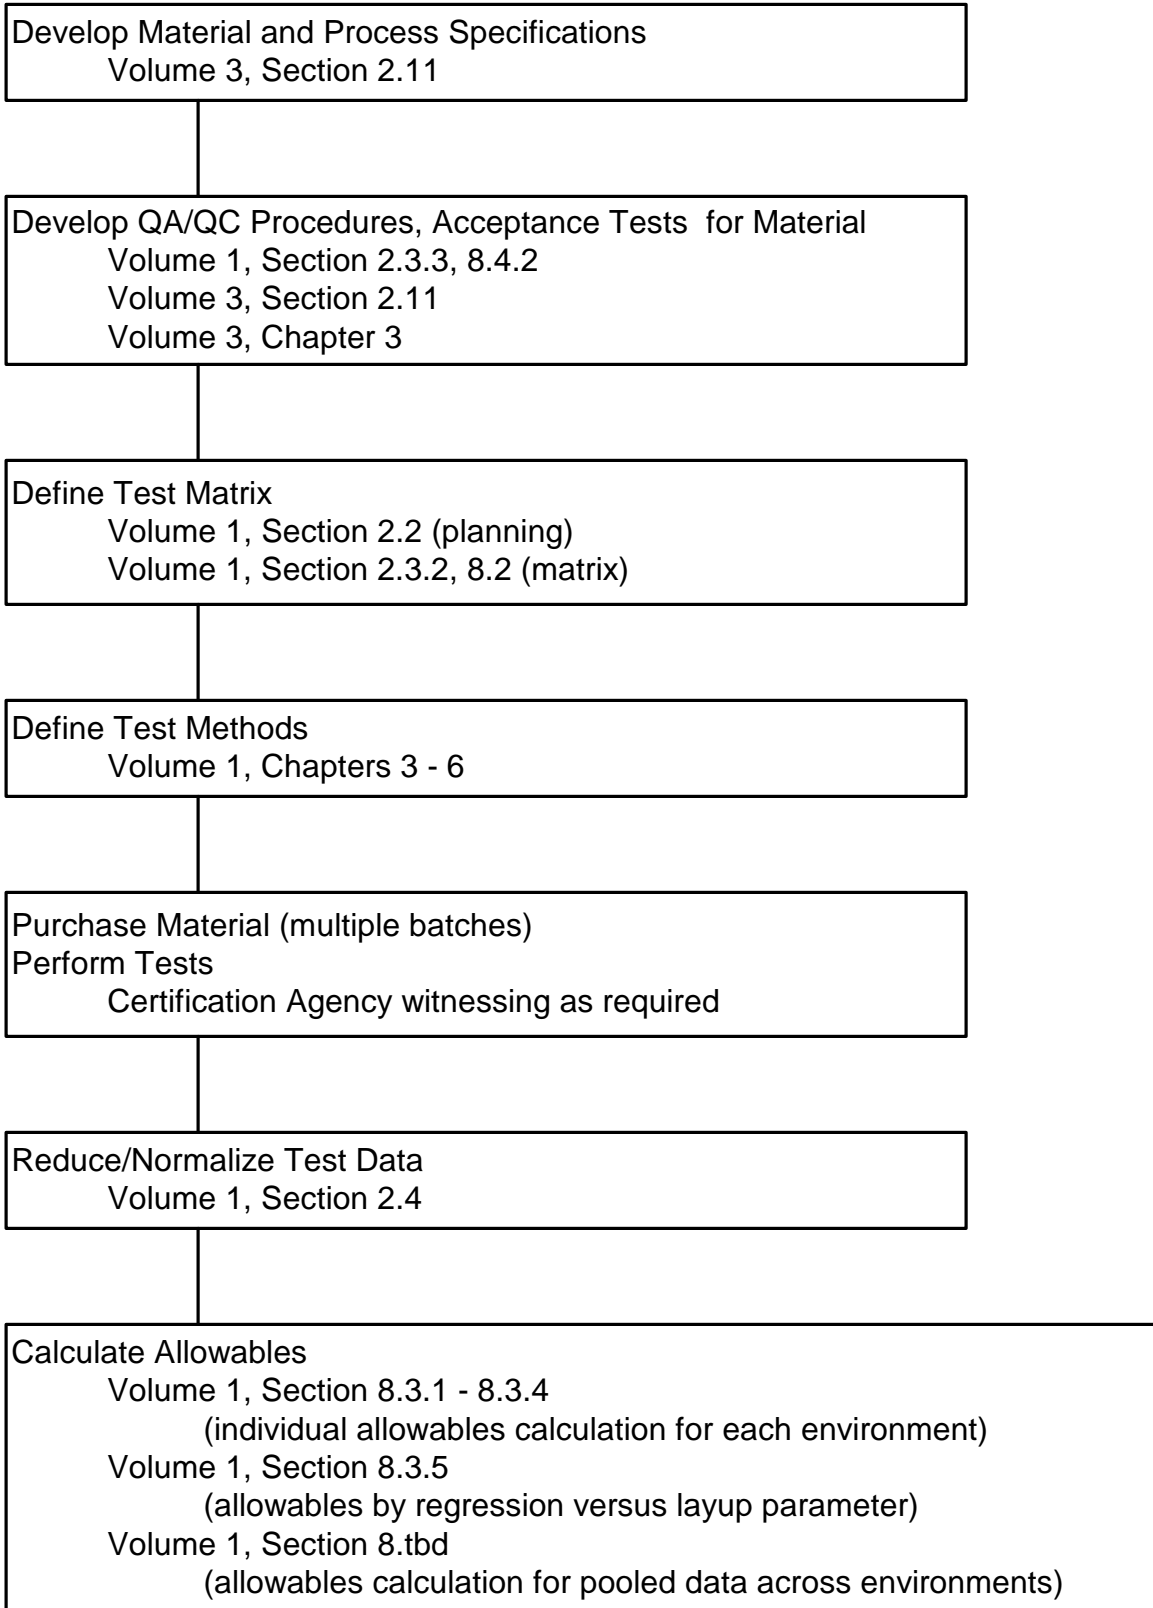 Develop Material and Process Specifications
Volume 3, Section 2.11
Develop QA/QC Procedures, Acceptance Tests  for Material
Volume 1, Section 2.3.3, 8.4.2
Volume 3, Section 2.11
Volume 3, Chapter 3
Define Test Matrix
Volume 1, Section 2.2 (planning)
Volume 1, Section 2.3.2, 8.2 (matrix)
Define Test Methods
Volume 1, Chapters 3 - 6
Purchase Material (multiple batches)
Perform Tests
Certification Agency witnessing as required
Reduce/Normalize Test Data
Volume 1, Section 2.4
Calculate Allowables
Volume 1, Section 8.3.1 - 8.3.4
(individual allowables calculation for each environment)
Volume 1, Section 8.3.5
(allowables by regression versus layup parameter)
Volume 1, Section 8.tbd
(allowables calculation for pooled data across environments)